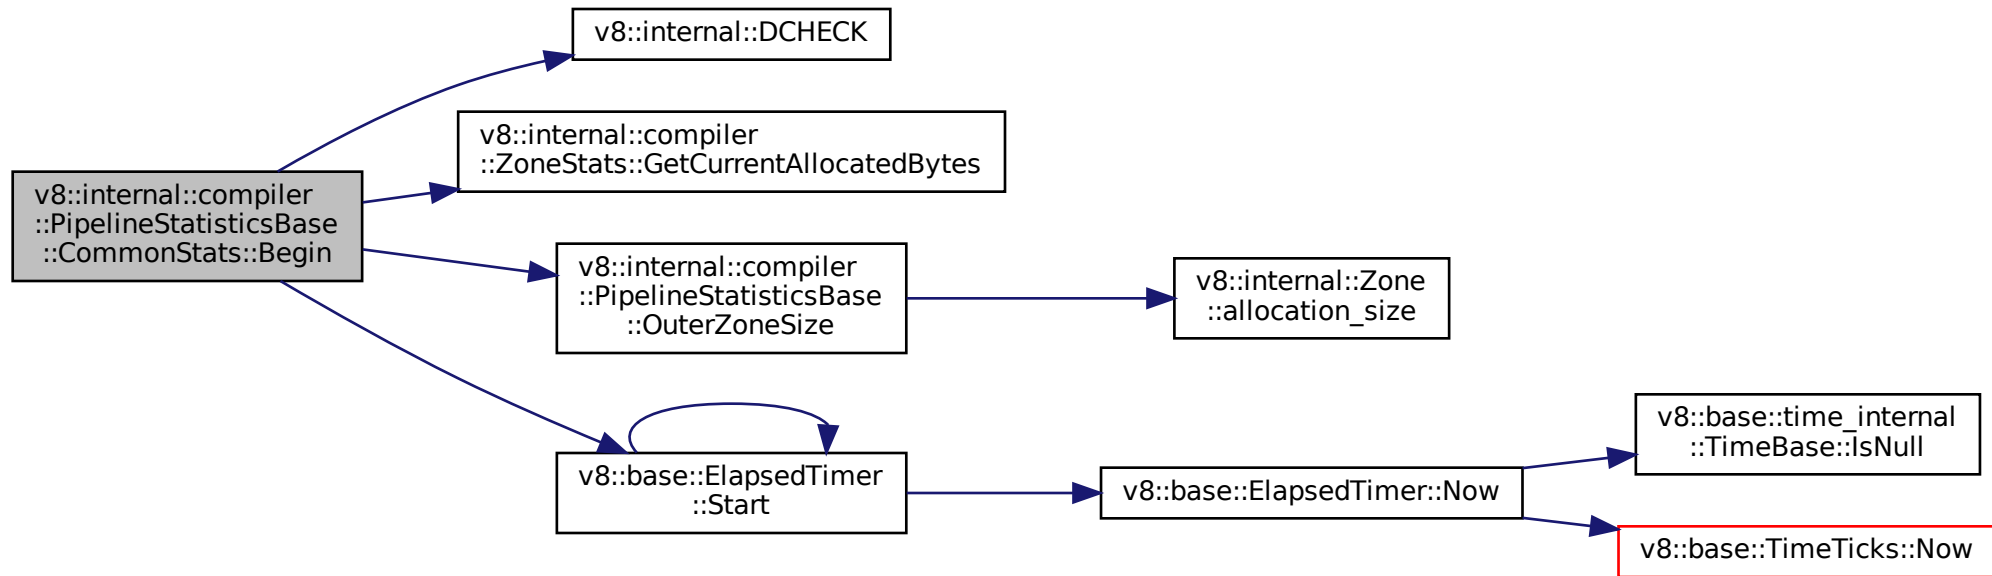 v8::internal::DCHECK
v8::internal::compiler
::ZoneStats::GetCurrentAllocatedBytes
v8::internal::compiler
::PipelineStatisticsBase
::CommonStats::Begin
v8::internal::compiler
::PipelineStatisticsBase
::OuterZoneSize
v8::internal::Zone
::allocation_size
v8::base::ElapsedTimer
::Start
v8::base::ElapsedTimer::Now
v8::base::time_internal
::TimeBase::IsNull
v8::base::TimeTicks::Now